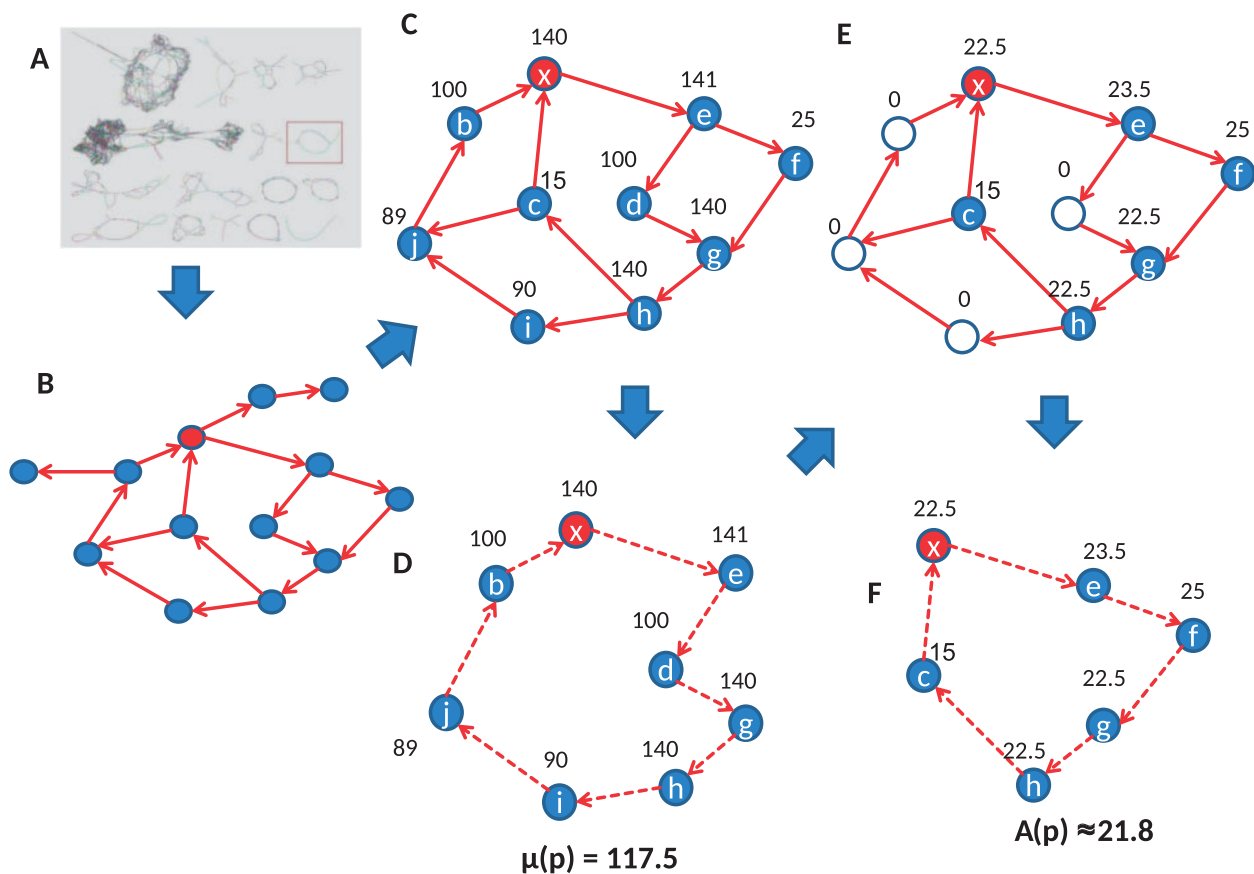 A
B
C
140
x
100
b
141
e
25
f
100
d
15
c
140
g
89
j
140
h
90
i
D
140
x
100
b
141
e
100
d
140
g
j
89
140
h
90
i
μ(p) = 117.5
E
22.5
x
0
23.5
e
25
f
0
15
c
22.5
g
0
22.5
h
0
F
22.5
x
23.5
e
25
f
15
c
22.5
g
22.5
h
A(p) ≈21.8